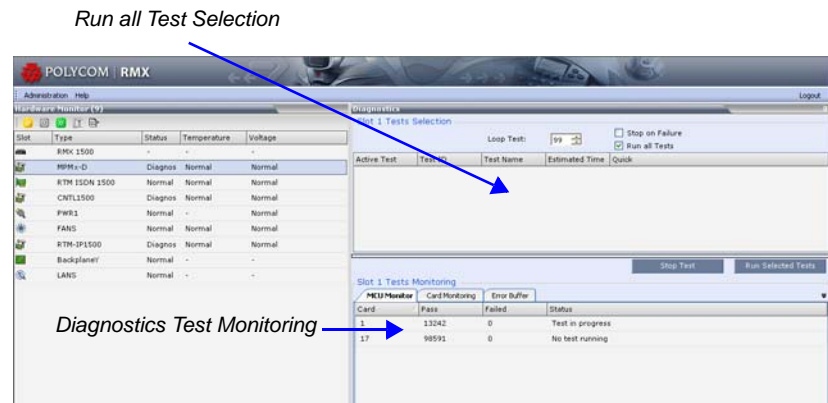 Run all Test Selection
POLYCOM | RMX
Administration Help Logout
Hardware Monitor (9)
Slot Type Status Temperature Voltage
RMX 1500 - - -
MPMx-D Diagnos Normal Normal
RTM ISDN 1500 Normal Normal Normal
CNTL1500 Diagnos Normal Normal
PWR1 Normal -
FANS Normal Normal Normal
RTM-IP1500 Diagnos Normal Normal
BackplaneY Normal - -
LANS Normal - -
Diagnostics
Slot 1 Tests Selection
Loop Test: 99
Stop on Failure
Run all Tests
Active Test Test ID Test Name Estimated Time Quick
Stop Test Run Selected Tests
Slot 1 Tests Monitoring
MCU Monitor Card Monitoring Error Buffer
Card Pass Failed Status
1 13242 0 Test in progress
17 98591 0 No test running
Diagnostics Test Monitoring